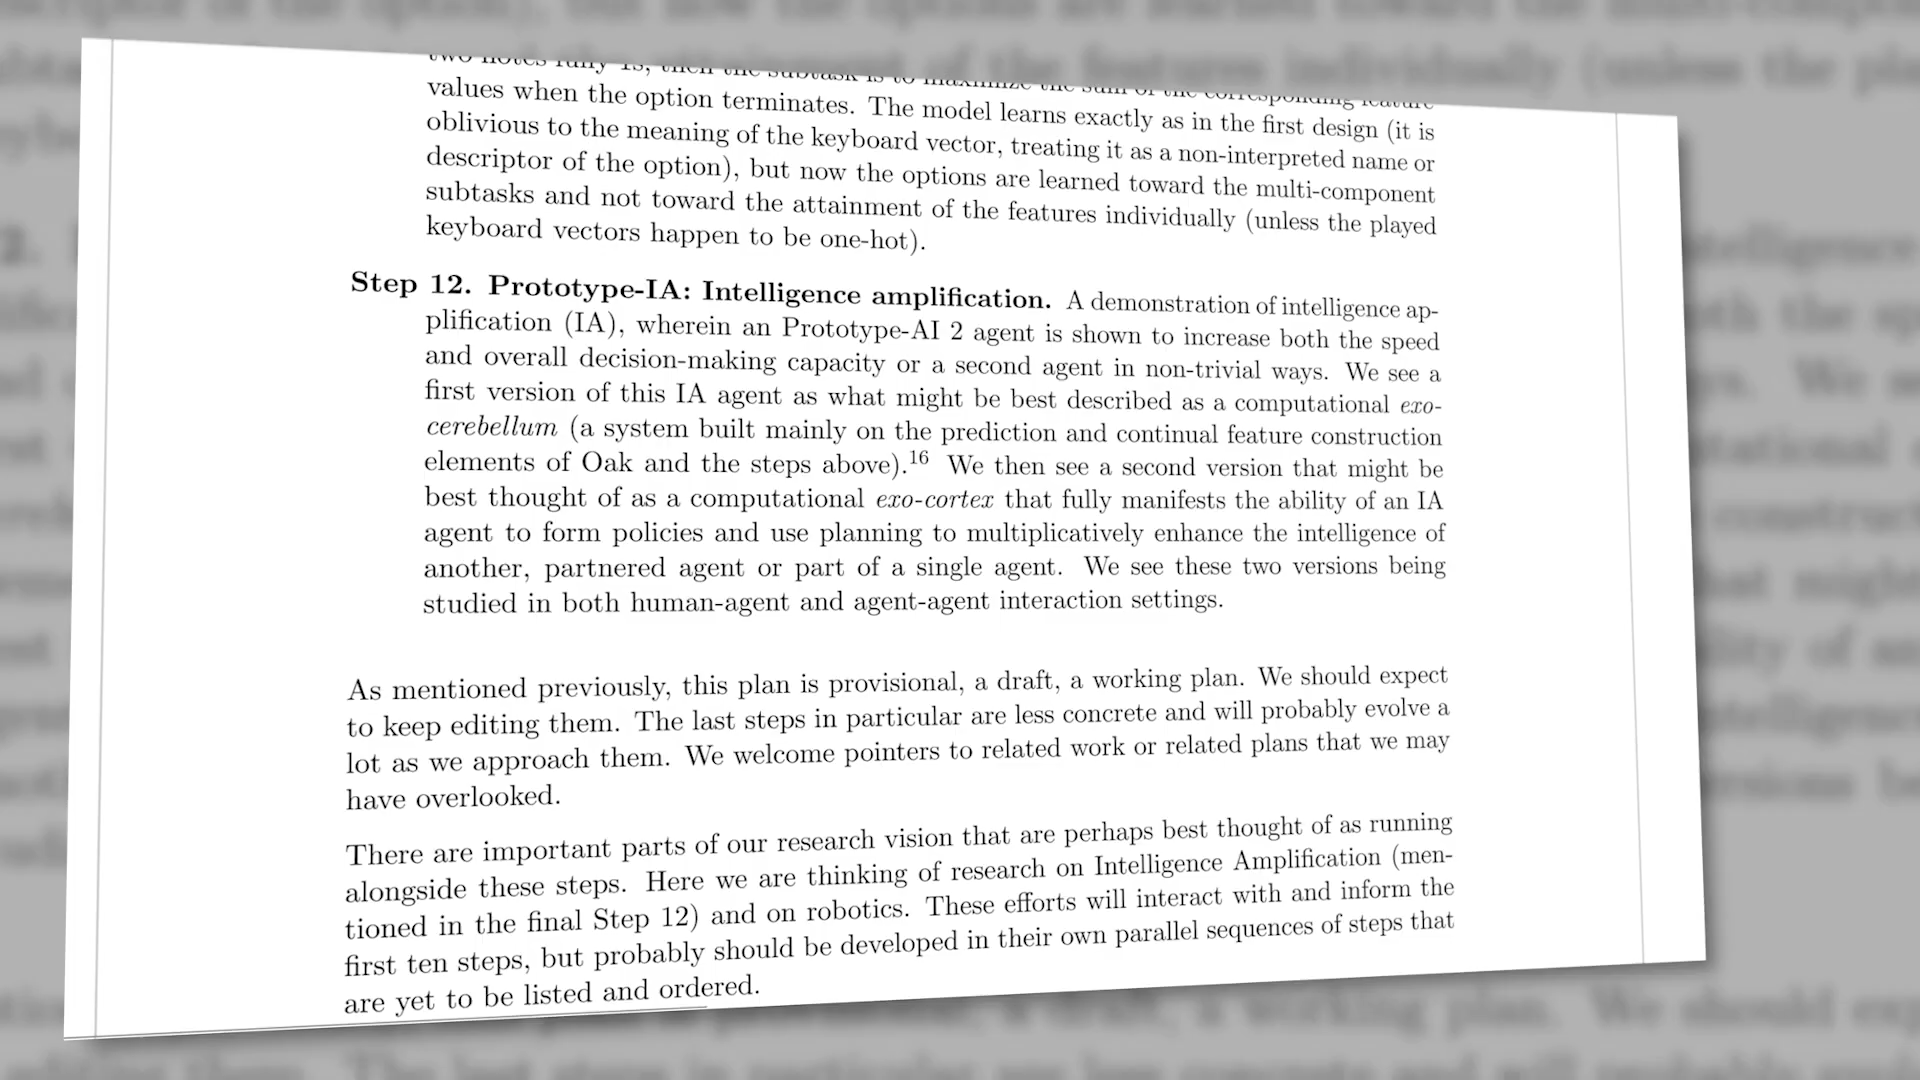 two notes fully 1s, then the subtask is to maximize the sum of the corresponding feature
values when the option terminates. The model learns exactly as in the first design (it is
oblivious to the meaning of the keyboard vector, treating it as a non-interpreted name or
descriptor of the option), but now the options are learned toward the multi-component
subtasks and not toward the attainment of the features individually (unless the played
keyboard vectors happen to be one-hot).
Step 12. Prototype-IA: Intelligence amplification. A demonstration of intelligence ap-
plification (IA), wherein an Prototype-AI 2 agent is shown to increase both the speed
and overall decision-making capacity or a second agent in non-trivial ways. We see a
first version of this IA agent as what might be best described as a computational exo-
cerebellum (a system built mainly on the prediction and continual feature construction
elements of Oak and the steps above).16 We then see a second version that might be
best thought of as a computational exo-cortex that fully manifests the ability of an IA
agent to form policies and use planning to multiplicatively enhance the intelligence of
another, partnered agent or part of a single agent. We see these two versions being
studied in both human-agent and agent-agent interaction settings.
As mentioned previously, this plan is provisional, a draft, a working plan. We should expect
to keep editing them. The last steps in particular are less concrete and will probably evolve a
lot as we approach them. We welcome pointers to related work or related plans that we may
have overlooked.
There are important parts of our research vision that are perhaps best thought of as running
alongside these steps. Here we are thinking of research on Intelligence Amplification (men-
tioned in the final Step 12) and on robotics. These efforts will interact with and inform the
first ten steps, but probably should be developed in their own parallel sequences of steps that
are yet to be listed and ordered.